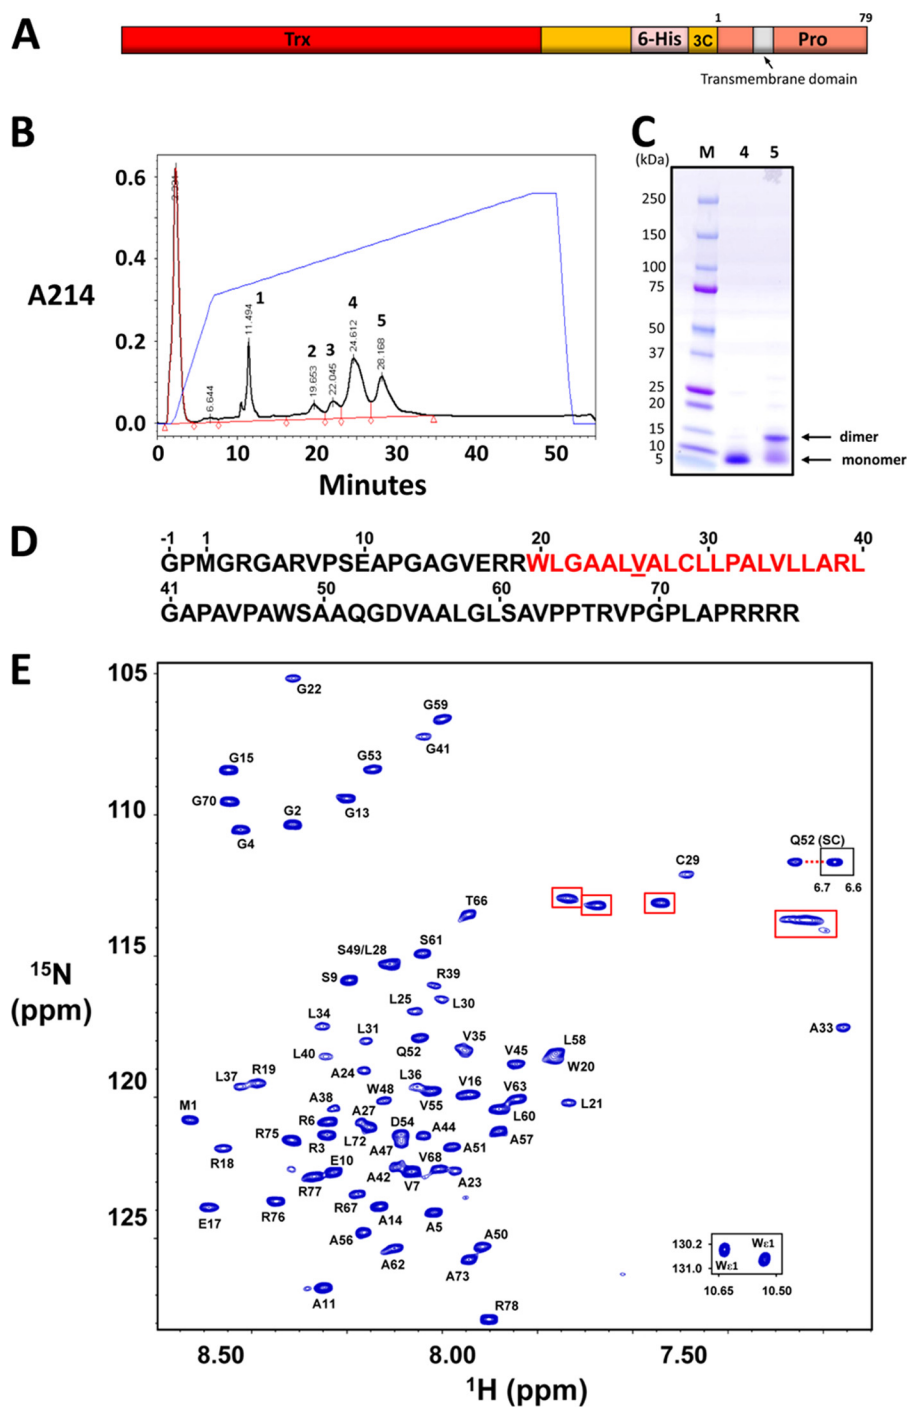 A
1 79
Trx 6-His 3C Pro
Transmembrane domain
B
0.6
0.4
A214
0.2
0.0
6.644
11.494
1
19.653
2
22.045
3
24.612
4
28.168
5
0 10 20 30 40 50
Minutes
C
(kDa) M 4 5
250
150
100
75
50
37
25
20
15
10
5
dimer
monomer
D
-1 1 10 20 30 40
GPMGRGARVPSEAPGAGVERRWLGAALVALCLLPALVLLARL
41 50 60 70
GAPAVPAWSAAQGDVAALGLSAVPPTRVPGPLAPRRRR
E
105
G22
G59
G41
G15 G53
G70 G13
110
G4 G2
Q52 (SC)
C29
6.7 6.6
T66
115
S49/L28 S61
S9 R39
L25 L30
L34 L31 V35 A33
Q52 L58
L40 V45 W20
120
L37 R19 A24 L36
A38 W48 V55 V16 V63 L21
M1 R6 A27 D54 A44 L60
R75 R3 L72 A47 A51 A57
R18 E10 V68
R77 A42 V7 A23
125
E17 R76 R67 A14 A5
A56 A62 A50
A73
A11 R78
130.2
131.0
Wε1 Wε1
10.65 10.50
15N
(ppm)
8.50 8.00 7.50
1H (ppm)